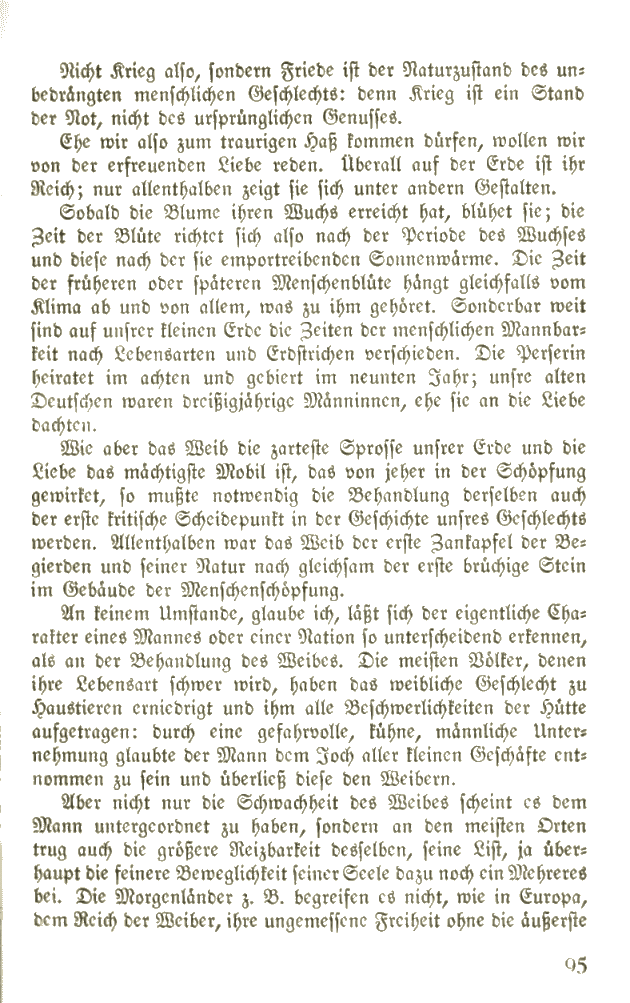 Nicht Krieg also, sondern Friede ist der Naturzustand des un-
bedrängten menschlichen Geschlechts: denn Krieg ist ein Stand
der Not, nicht des ursprünglichen Genusses.
Ehe wir also zum traurigen Haß kommen dürfen, wollen wir
von der erfreuenden Liebe reden. Überall auf der Erde ist ihr
Reich; nur allenthalben zeigt sie sich unter andern Gestalten.
Sobald die Blume ihren Wuchs erreicht hat, blühet sie; die
Zeit der Blüte richtet sich also nach der Periode des Wuchses
und diese nach der sie emportreibenden Sonnenwärme. Die Zeit
der früheren oder späteren Menschenblüte hängt gleichfalls vom
Klima ab und von allem, was zu ihm gehöret. Sonderbar weit
sind auf unsrer kleinen Erde die Zeiten der menschlichen Mannbar-
keit nach Lebensarten und Erdstrichen verschieden. Die Perserin
heiratet im achten und gebiert im neunten Jahr; unsre alten
Deutschen waren dreißigjährige Männinnen, ehe sie an die Liebe
dachten.
Wie aber das Weib die zarteste Sprosse unsrer Erde und die
Liebe das mächtigste Mobil ist, das von jeher in der Schöpfung
gewirket, so mußte notwendig die Behandlung derselben auch
der erste kritische Scheidepunkt in der Geschichte unsres Geschlechts
werden. Allenthalben war das Weib der erste Zankapfel der Be-
gierden und seiner Natur nach gleichsam der erste brüchige Stein
im Gebäude der Menschenschöpfung.
An keinem Umstande, glaube ich, läßt sich der eigentliche Cha-
rakter eines Mannes oder einer Nation so unterscheidend erkennen,
als an der Behandlung des Weibes. Die meisten Völker, denen
ihre Lebensart schwer wird, haben das weibliche Geschlecht zu
Haustieren erniedrigt und ihm alle Beschwerlichkeiten der Hütte
aufgetragen: durch eine gefahrvolle, kühne, männliche Unter-
nehmung glaubte der Mann dem Joch aller kleinen Geschäfte ent-
nommen zu sein und überließ diese den Weibern.
Aber nicht nur die Schwachheit des Weibes scheint es dem
Mann untergeordnet zu haben, sondern an den meisten Orten
trug auch die größere Reizbarkeit desselben, seine List, ja über-
haupt die feinere Beweglichkeit seiner Seele dazu noch ein Mehreres
bei. Die Morgenländer z. B. begreifen es nicht, wie in Europa,
dem Reich der Weiber, ihre ungemessene Freiheit ohne die äußerste
95